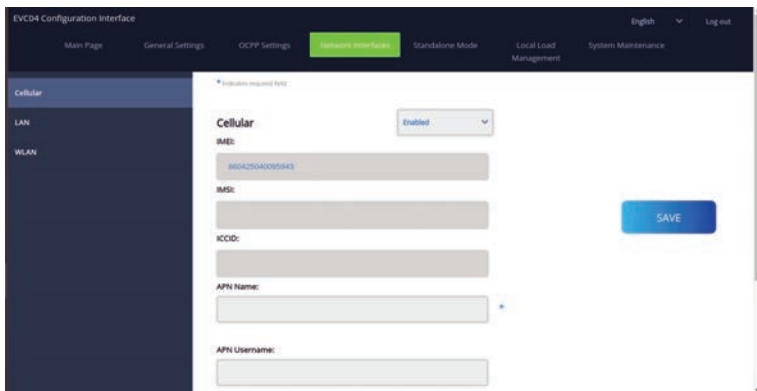 EVCD4 Configuration Interface
English
Log out
Main Page
General Settings
OCPP Settings
Network Interfaces
Standalone Mode
Local Load
Management
System Maintenance
Cellular
LAN
WLAN
* Indicates required field
Cellular
Enabled
IMEI:
860425040095943
IMSI:
SAVE
ICCID:
APN Name:
*
APN Username: